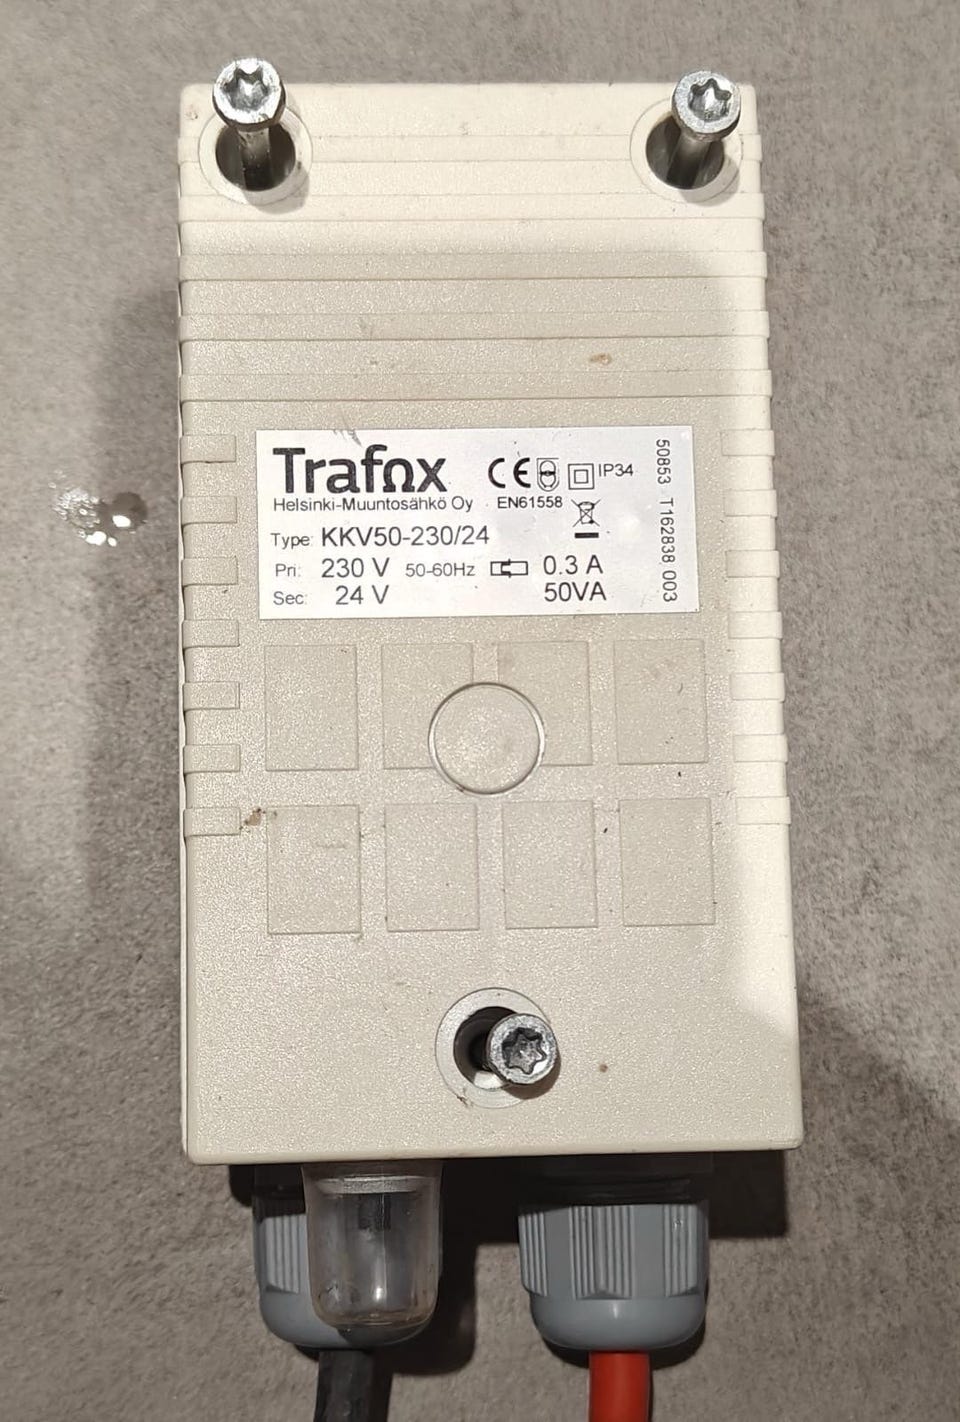 Trafox
Helsinki-Muuntosähkö Oy
CE
IP34
EN61558
Type: KKV50-230/24
Pri: 230 V 50-60Hz 0.3 A
Sec: 24 V 50VA
50853 T162838 003